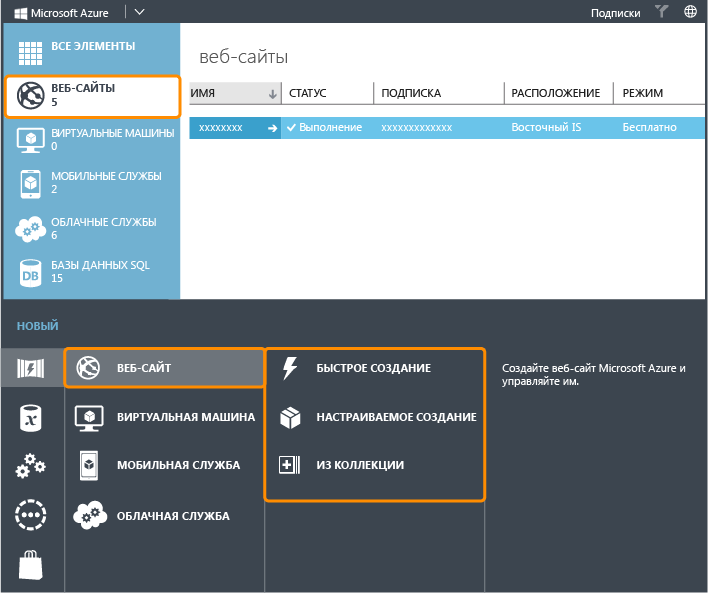 Microsoft Azure
Подписки
ВСЕ ЭЛЕМЕНТЫ
ВЕБ-САЙТЫ
5
ВИРТУАЛЬНЫЕ МАШИНЫ
0
МОБИЛЬНЫЕ СЛУЖБЫ
2
ОБЛАЧНЫЕ СЛУЖБЫ
6
DB
БАЗЫ ДАННЫХ SQL
15
веб-сайты
ИМЯ СТАТУС ПОДПИСКА РАСПОЛОЖЕНИЕ РЕЖИМ
xxxxxxxx Выполнение xxxxxxxxxxxxx Восточный IS Бесплатно
НОВЫЙ
ВЕБ-САЙТ
ВИРТУАЛЬНАЯ МАШИНА
x
МОБИЛЬНАЯ СЛУЖБА
ОБЛАЧНАЯ СЛУЖБА
БЫСТРОЕ СОЗДАНИЕ
НАСТРАИВАЕМОЕ СОЗДАНИЕ
ИЗ КОЛЛЕКЦИИ
Создайте веб-сайт Microsoft Azure и
управляйте им.